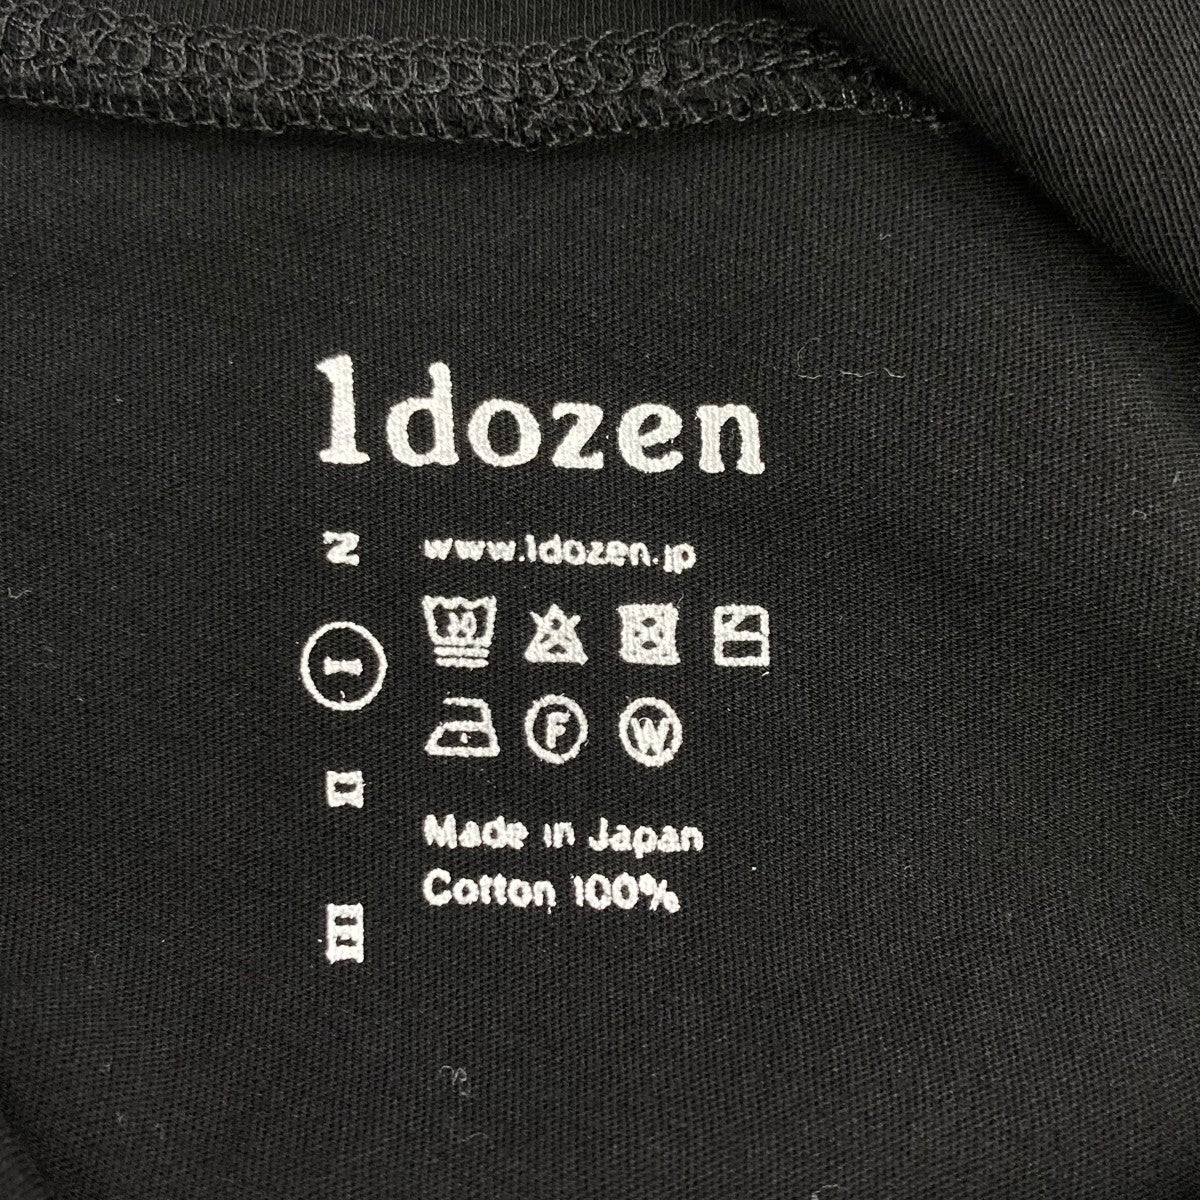 1dozen
www.1dozen.jp
F W
Made in Japan
Cotton 100%